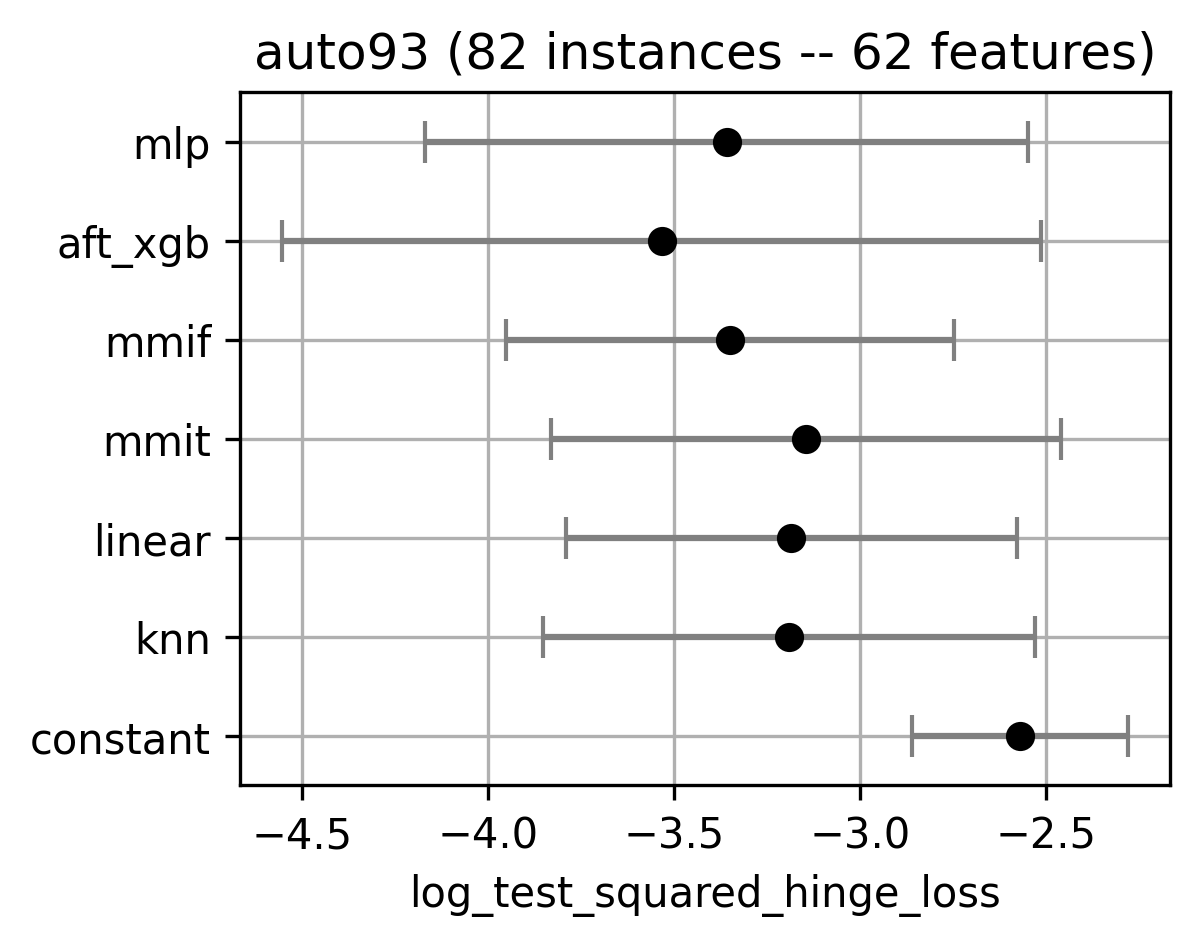 auto93 (82 instances -- 62 features)
mlp
aft_xgb
mmif
mmit
linear
knn
constant
−4.5 −4.0 −3.5 −3.0 −2.5
log_test_squared_hinge_loss